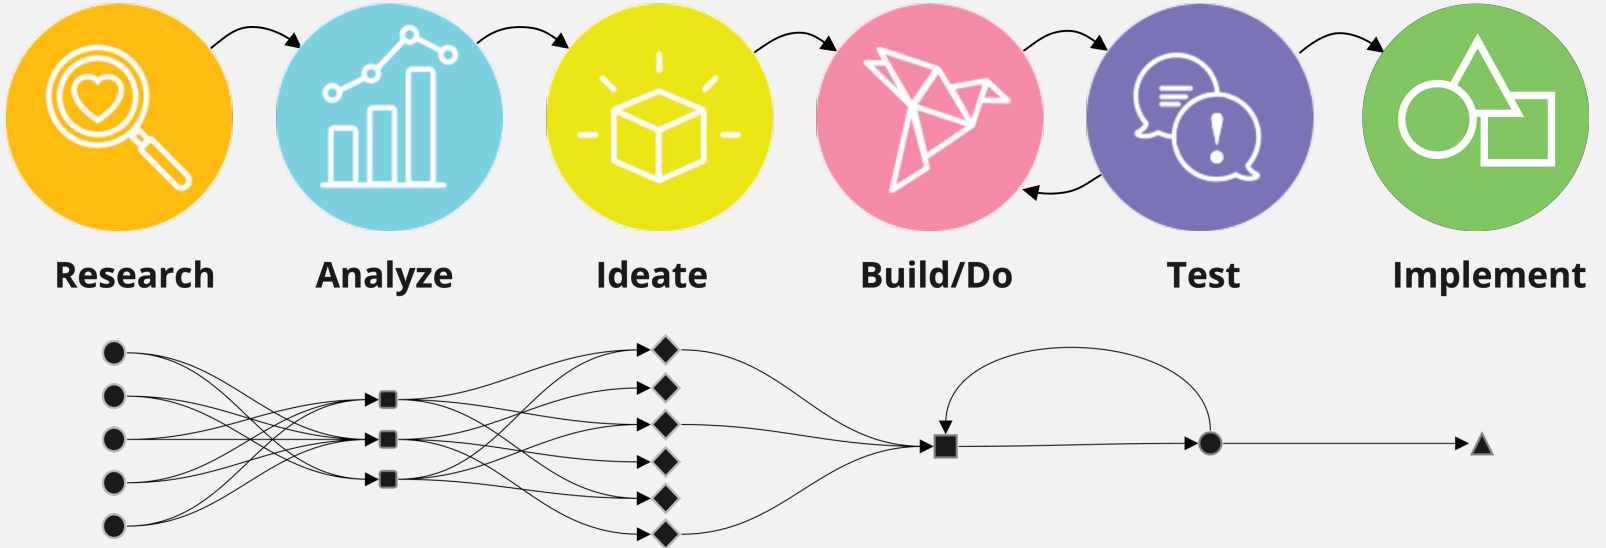 Research
Analyze
Ideate
Build/Do
Test
Implement